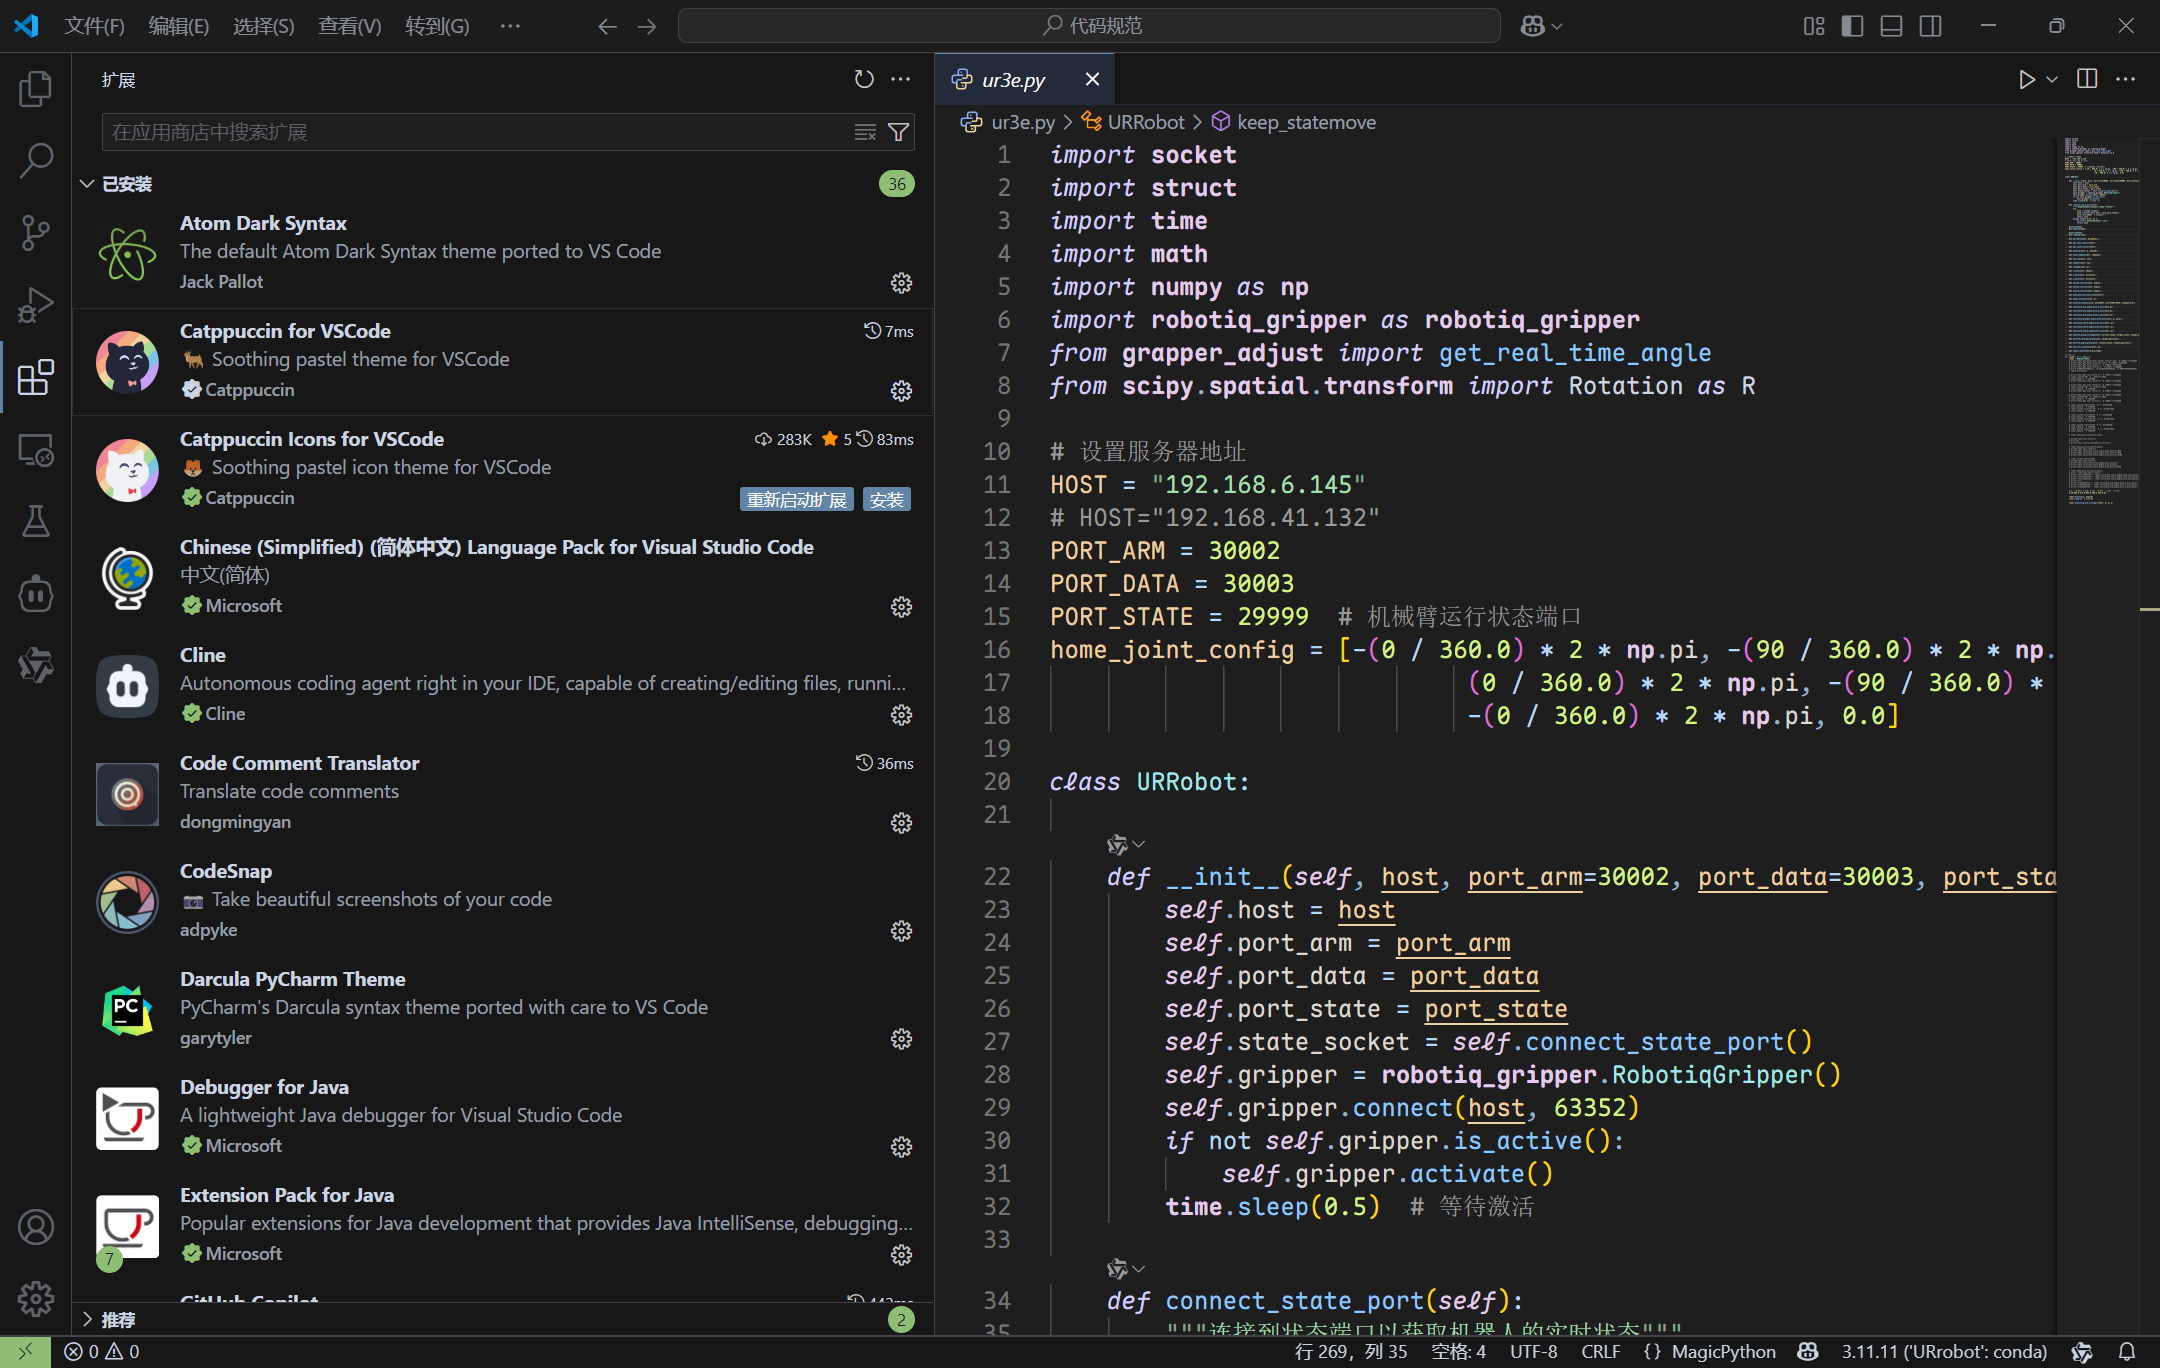 文件(F) 编辑(E) 选择(S) 查看(V) 转到(G) ··· 代码规范
扩展
在应用商店中搜索扩展
已安装 36
Atom Dark Syntax
The default Atom Dark Syntax theme ported to VS Code
Jack Pallot
Catppuccin for VSCode 7ms
Soothing pastel theme for VSCode
Catppuccin
Catppuccin Icons for VSCode 283K 5 83ms
Soothing pastel icon theme for VSCode
Catppuccin 重新启动扩展 安装
Chinese (Simplified) (简体中文) Language Pack for Visual Studio Code
中文(简体)
Microsoft
Cline
Autonomous coding agent right in your IDE, capable of creating/editing files, runni...
Cline
Code Comment Translator 36ms
Translate code comments
dongmingyan
CodeSnap
Take beautiful screenshots of your code
adpyke
Darcula PyCharm Theme
PyCharm's Darcula syntax theme ported with care to VS Code
garytyler
PC
Debugger for Java
A lightweight Java debugger for Visual Studio Code
Microsoft
Extension Pack for Java
Popular extensions for Java development that provides Java IntelliSense, debugging...
Microsoft
7
GitHub Copilot 442ms
推荐 2
ur3e.py
ur3e.py > URRobot > keep_statemove
1 import socket
2 import struct
3 import time
4 import math
5 import numpy as np
6 import robotiq_gripper as robotiq_gripper
7 from grapper_adjust import get_real_time_angle
8 from scipy.spatial.transform import Rotation as R
9
10 # 设置服务器地址
11 HOST = "192.168.6.145"
12 # HOST="192.168.41.132"
13 PORT_ARM = 30002
14 PORT_DATA = 30003
15 PORT_STATE = 29999  # 机械臂运行状态端口
16 home_joint_config = [-(0 / 360.0) * 2 * np.pi, -(90 / 360.0) * 2 * np.
17 (0 / 360.0) * 2 * np.pi, -(90 / 360.0) *
18 -(0 / 360.0) * 2 * np.pi, 0.0]
19
20 class URRobot:
21
22 def __init__(self, host, port_arm=30002, port_data=30003, port_sta
23 self.host = host
24 self.port_arm = port_arm
25 self.port_data = port_data
26 self.port_state = port_state
27 self.state_socket = self.connect_state_port()
28 self.gripper = robotiq_gripper.RobotiqGripper()
29 self.gripper.connect(host, 63352)
30 if not self.gripper.is_active():
31 self.gripper.activate()
32 time.sleep(0.5)  # 等待激活
33
34 def connect_state_port(self):
35 """连接到状态端口以获取机器人的实时状态"""
0 0 行 269，列 35 空格: 4 UTF-8 CRLF {} MagicPython 3.11.11 ('URrobot': conda)